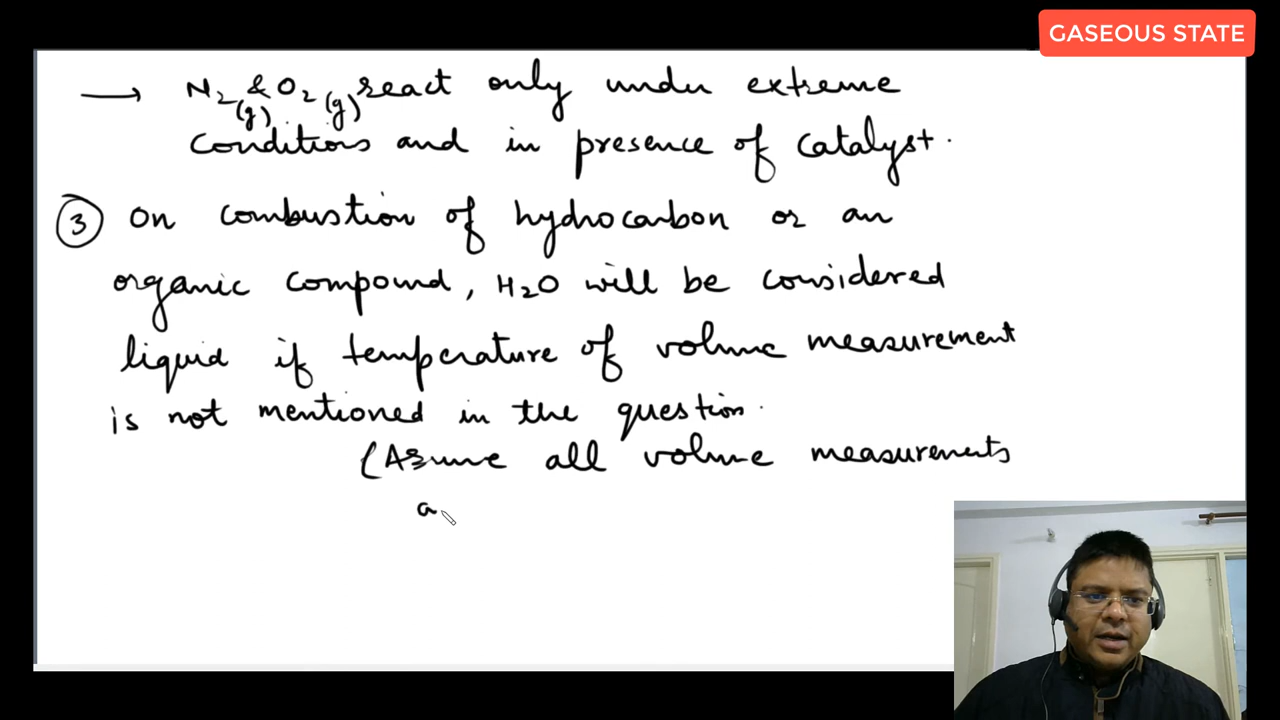 GASEOUS STATE
→ N₂(g) & O₂(g) react only under extreme
conditions and in presence of catalyst.
③ on combustion of hydrocarbon or an
organic compound, H₂O will be considered
liquid if temperature of volume measurement
is not mentioned in the question.
(Assume all volume measurements
a